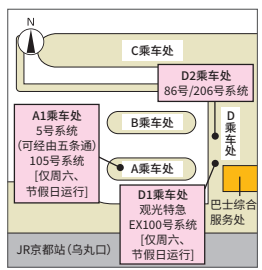 N
C乘车处
D2乘车处
86号/206号系统
A1乘车处
5号系统
(可经由五条通)
105号系统
[仅周六、
节假日运行]
B乘车处
D乘车处
A乘车处
D1乘车处
观光特急
EX100号系统
[仅周六、
节假日运行]
巴士综合
服务处
JR京都站(乌丸口)